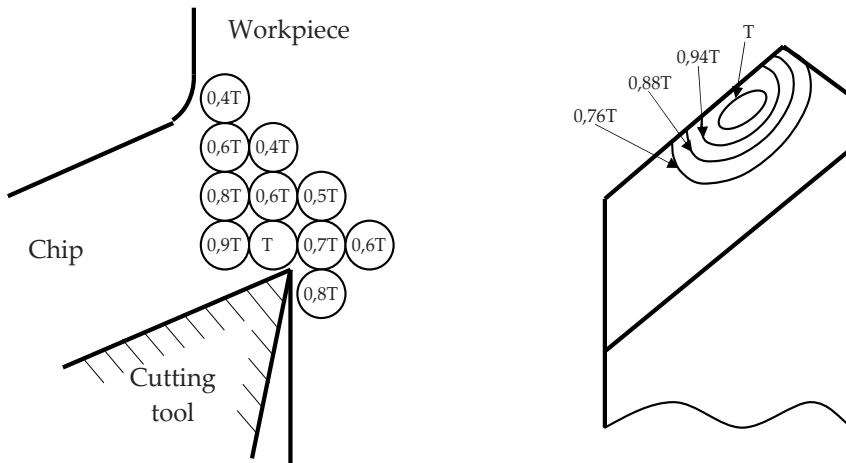 Workpiece
0,4T
0,6T 0,4T
0,8T 0,6T 0,5T
Chip
0,9T T 0,7T 0,6T
0,8T
Cutting
tool
T
0,94T
0,88T
0,76T